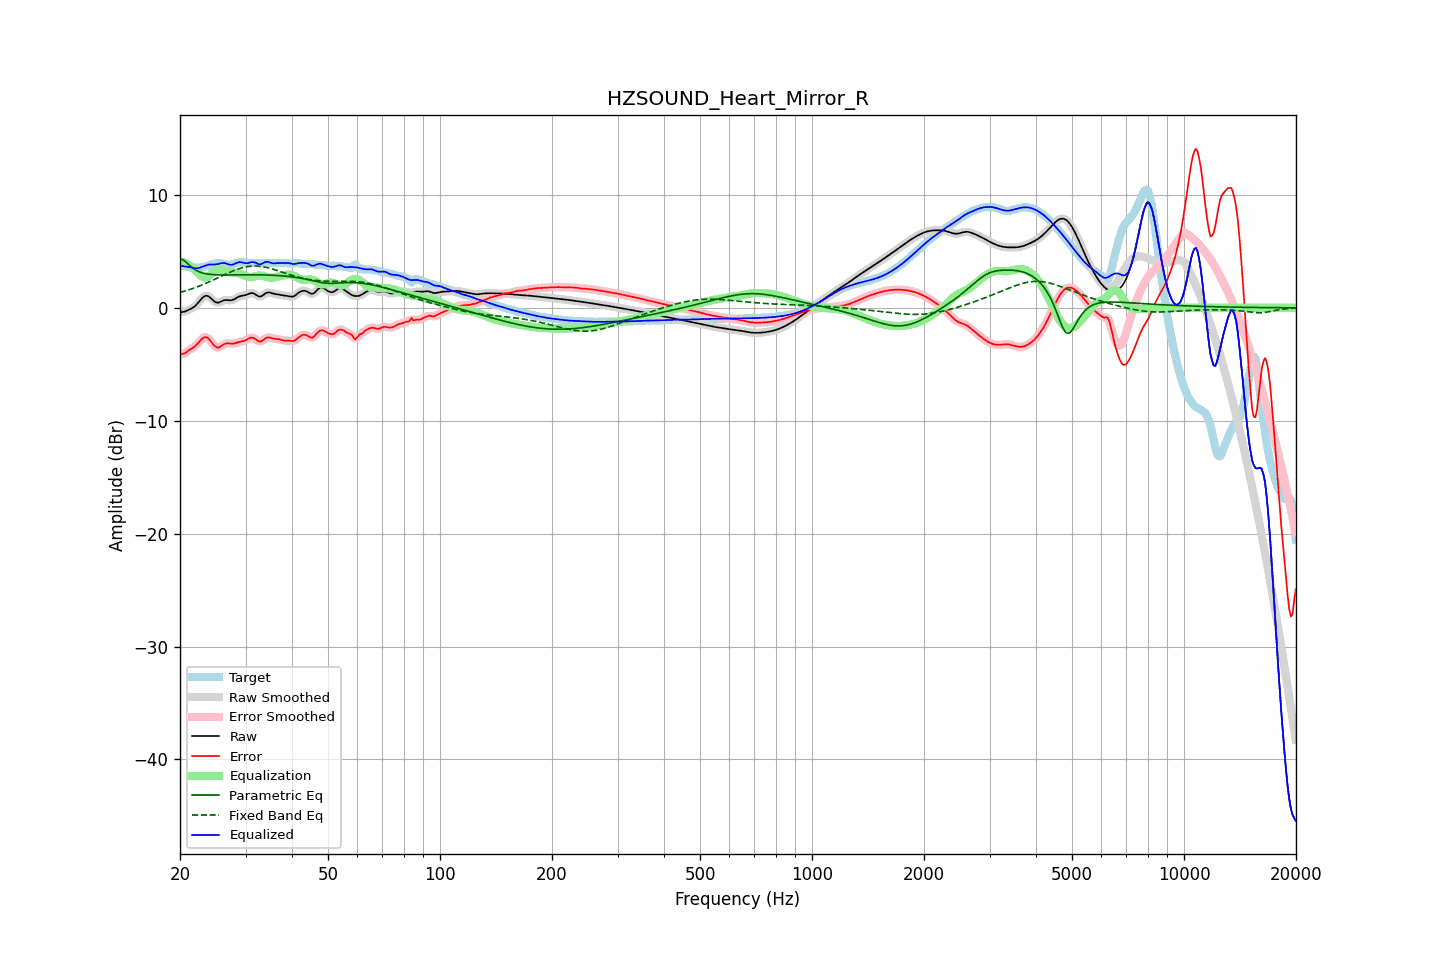 HZSOUND_Heart_Mirror_R
10
0
−10
−20
−30
−40
Amplitude (dBr)
Target
Raw Smoothed
Error Smoothed
Raw
Error
Equalization
Parametric Eq
Fixed Band Eq
Equalized
20 50 100 200 500 1000 2000 5000 10000 20000
Frequency (Hz)